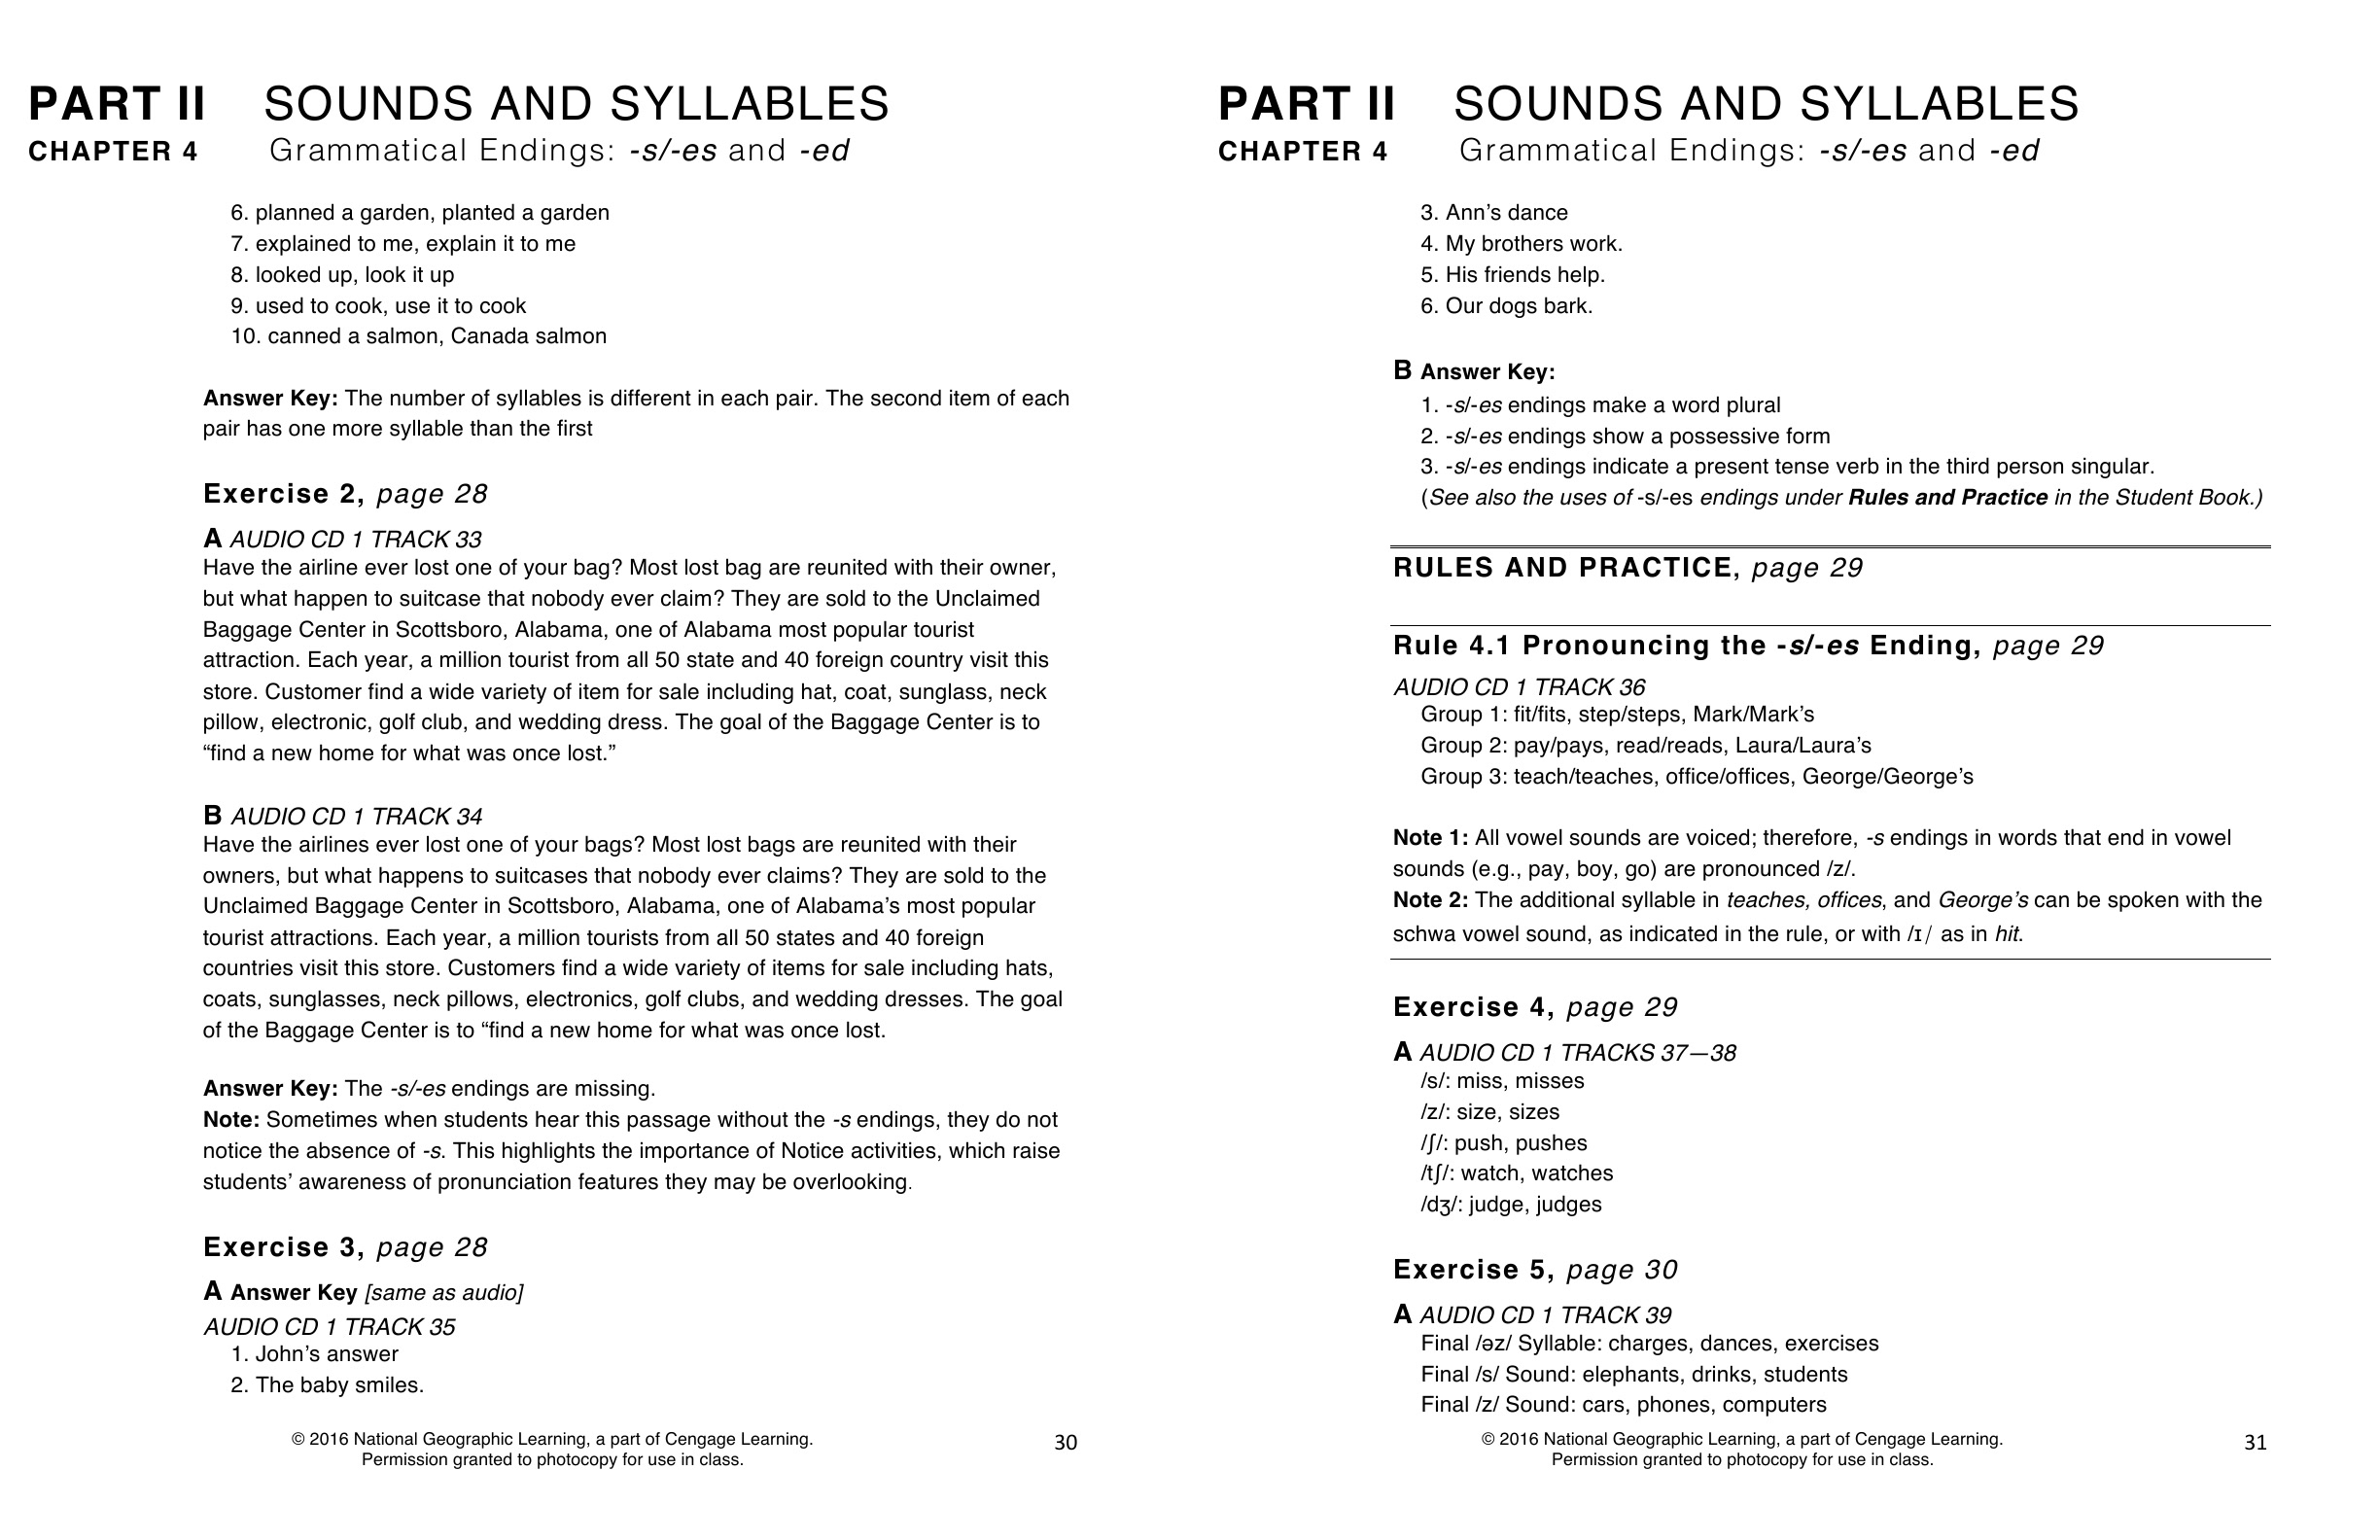 PART II SOUNDS AND SYLLABLES
CHAPTER 4 Grammatical Endings: -s/-es and -ed
6. planned a garden, planted a garden
7. explained to me, explain it to me
8. looked up, look it up
9. used to cook, use it to cook
10. canned a salmon, Canada salmon
Answer Key: The number of syllables is different in each pair. The second item of each
pair has one more syllable than the first
Exercise 2, page 28
A AUDIO CD 1 TRACK 33
Have the airline ever lost one of your bag? Most lost bag are reunited with their owner,
but what happen to suitcase that nobody ever claim? They are sold to the Unclaimed
Baggage Center in Scottsboro, Alabama, one of Alabama most popular tourist
attraction. Each year, a million tourist from all 50 state and 40 foreign country visit this
store. Customer find a wide variety of item for sale including hat, coat, sunglass, neck
pillow, electronic, golf club, and wedding dress. The goal of the Baggage Center is to
“find a new home for what was once lost.”
B AUDIO CD 1 TRACK 34
Have the airlines ever lost one of your bags? Most lost bags are reunited with their
owners, but what happens to suitcases that nobody ever claims? They are sold to the
Unclaimed Baggage Center in Scottsboro, Alabama, one of Alabama’s most popular
tourist attractions. Each year, a million tourists from all 50 states and 40 foreign
countries visit this store. Customers find a wide variety of items for sale including hats,
coats, sunglasses, neck pillows, electronics, golf clubs, and wedding dresses. The goal
of the Baggage Center is to “find a new home for what was once lost.
Answer Key: The -s/-es endings are missing.
Note: Sometimes when students hear this passage without the -s endings, they do not
notice the absence of -s. This highlights the importance of Notice activities, which raise
students’ awareness of pronunciation features they may be overlooking.
Exercise 3, page 28
A Answer Key [same as audio]
AUDIO CD 1 TRACK 35
1. John’s answer
2. The baby smiles.
© 2016 National Geographic Learning, a part of Cengage Learning.
Permission granted to photocopy for use in class.
30
PART II SOUNDS AND SYLLABLES
CHAPTER 4 Grammatical Endings: -s/-es and -ed
3. Ann’s dance
4. My brothers work.
5. His friends help.
6. Our dogs bark.
B Answer Key:
1. -s/-es endings make a word plural
2. -s/-es endings show a possessive form
3. -s/-es endings indicate a present tense verb in the third person singular.
(See also the uses of -s/-es endings under Rules and Practice in the Student Book.)
RULES AND PRACTICE, page 29
Rule 4.1 Pronouncing the -s/-es Ending, page 29
AUDIO CD 1 TRACK 36
Group 1: fit/fits, step/steps, Mark/Mark’s
Group 2: pay/pays, read/reads, Laura/Laura’s
Group 3: teach/teaches, office/offices, George/George’s
Note 1: All vowel sounds are voiced; therefore, -s endings in words that end in vowel
sounds (e.g., pay, boy, go) are pronounced /z/.
Note 2: The additional syllable in teaches, offices, and George’s can be spoken with the
schwa vowel sound, as indicated in the rule, or with /ɪ/ as in hit.
Exercise 4, page 29
A AUDIO CD 1 TRACKS 37—38
/s/: miss, misses
/z/: size, sizes
/ʃ/: push, pushes
/tʃ/: watch, watches
/dʒ/: judge, judges
Exercise 5, page 30
A AUDIO CD 1 TRACK 39
Final /əz/ Syllable: charges, dances, exercises
Final /s/ Sound: elephants, drinks, students
Final /z/ Sound: cars, phones, computers
© 2016 National Geographic Learning, a part of Cengage Learning.
Permission granted to photocopy for use in class.
31